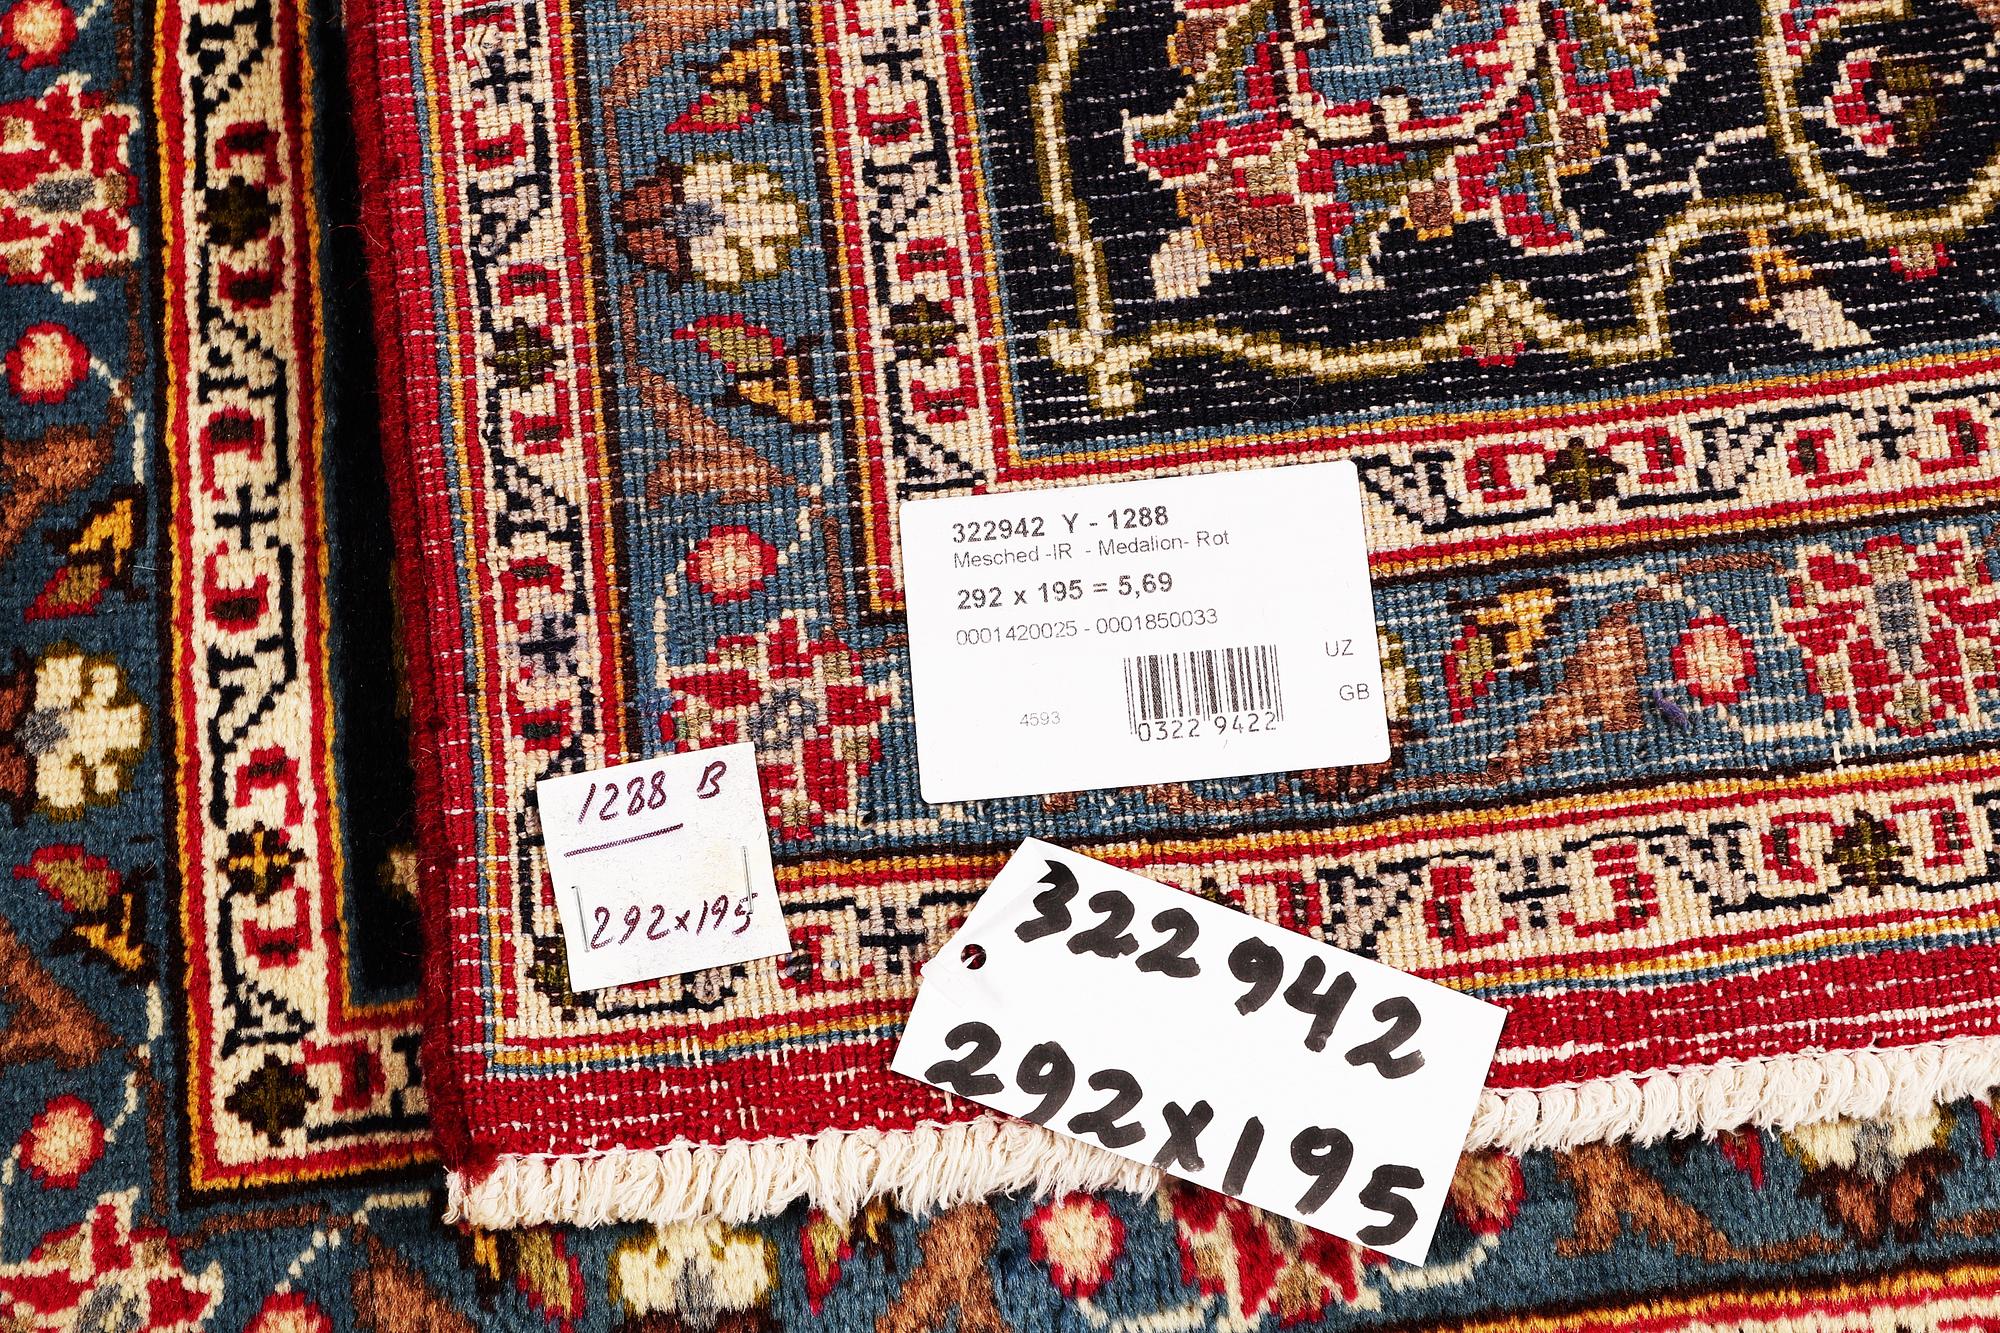 322942 Y - 1288
Mesched -IR - Medalion- Rot
292 x 195 = 5,69
0001420025 - 0001850033
UZ
GB
4593
0322 9422
1288 B
292x195
322942
292x195